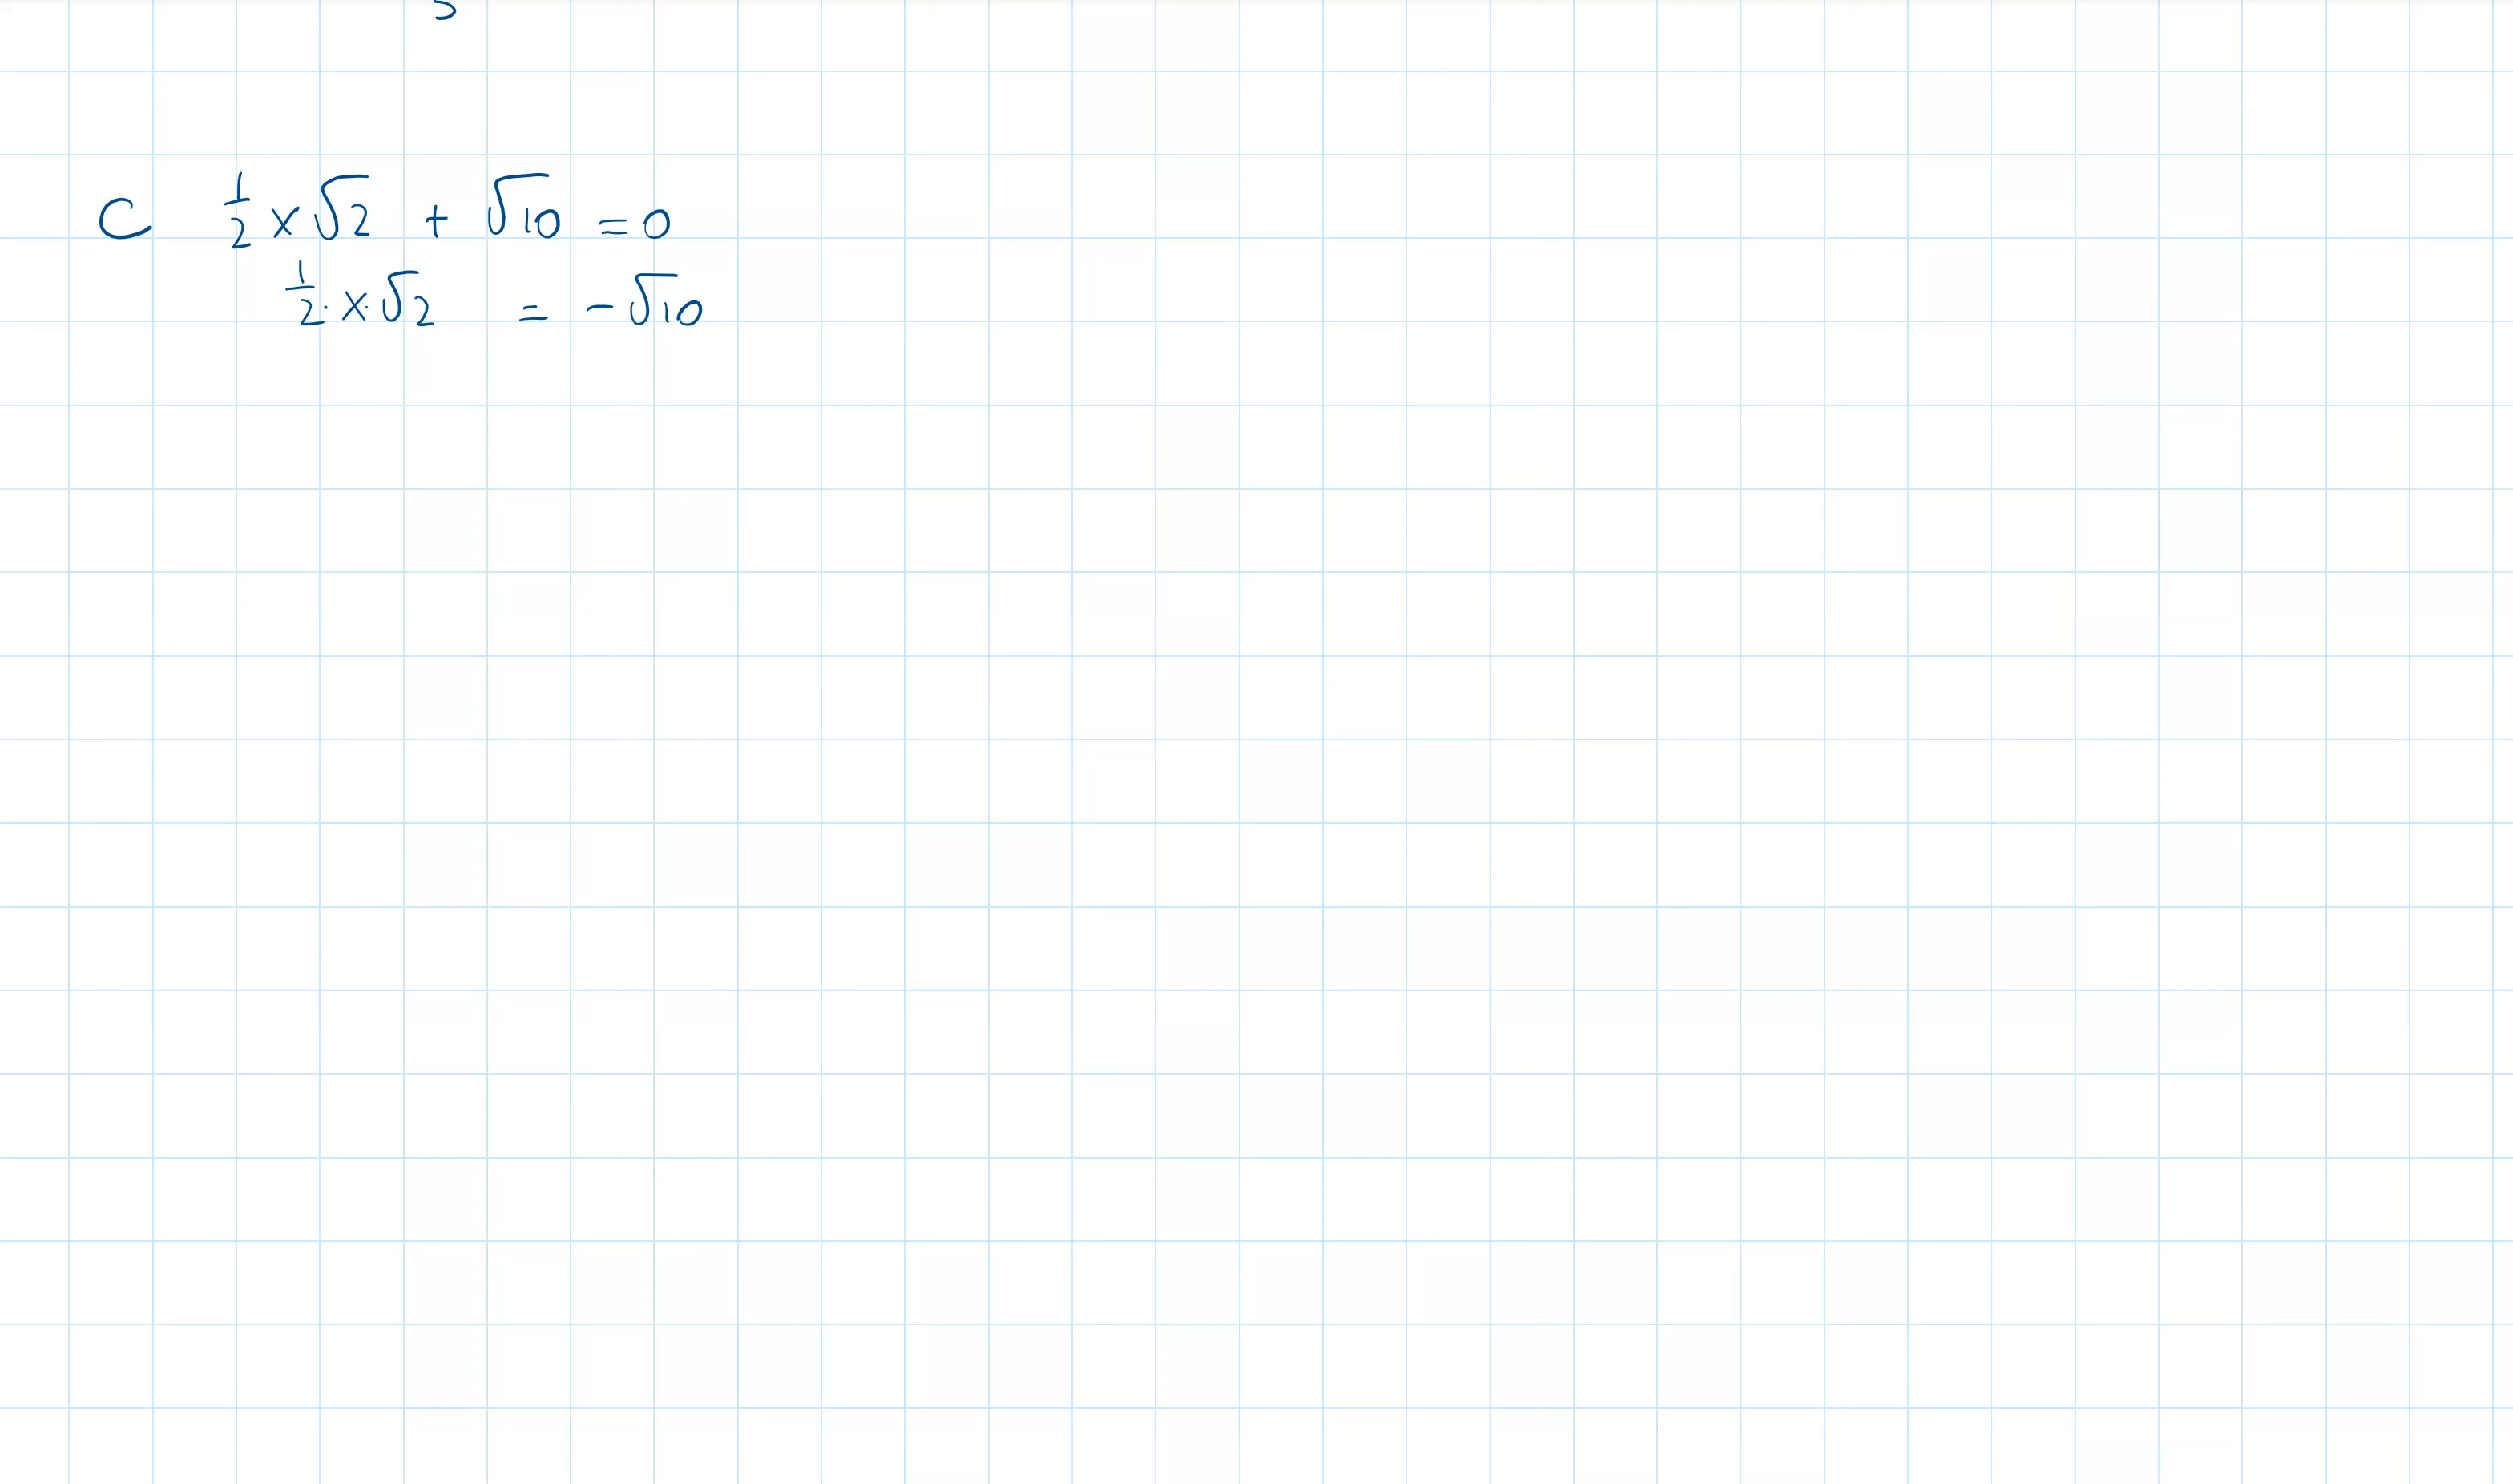 C ½ x√2 + √10 = 0
½ · x · √2 = -√10